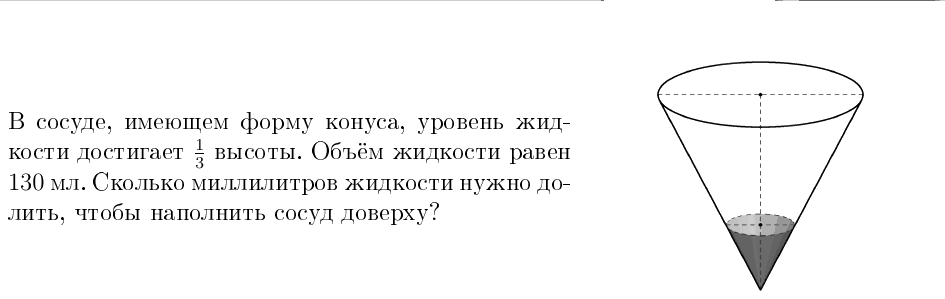 В сосуде, имеющем форму конуса, уровень жид-
кости достигает 1/3 высоты. Объём жидкости равен
130 мл. Сколько миллилитров жидкости нужно до-
лить, чтобы наполнить сосуд доверху?